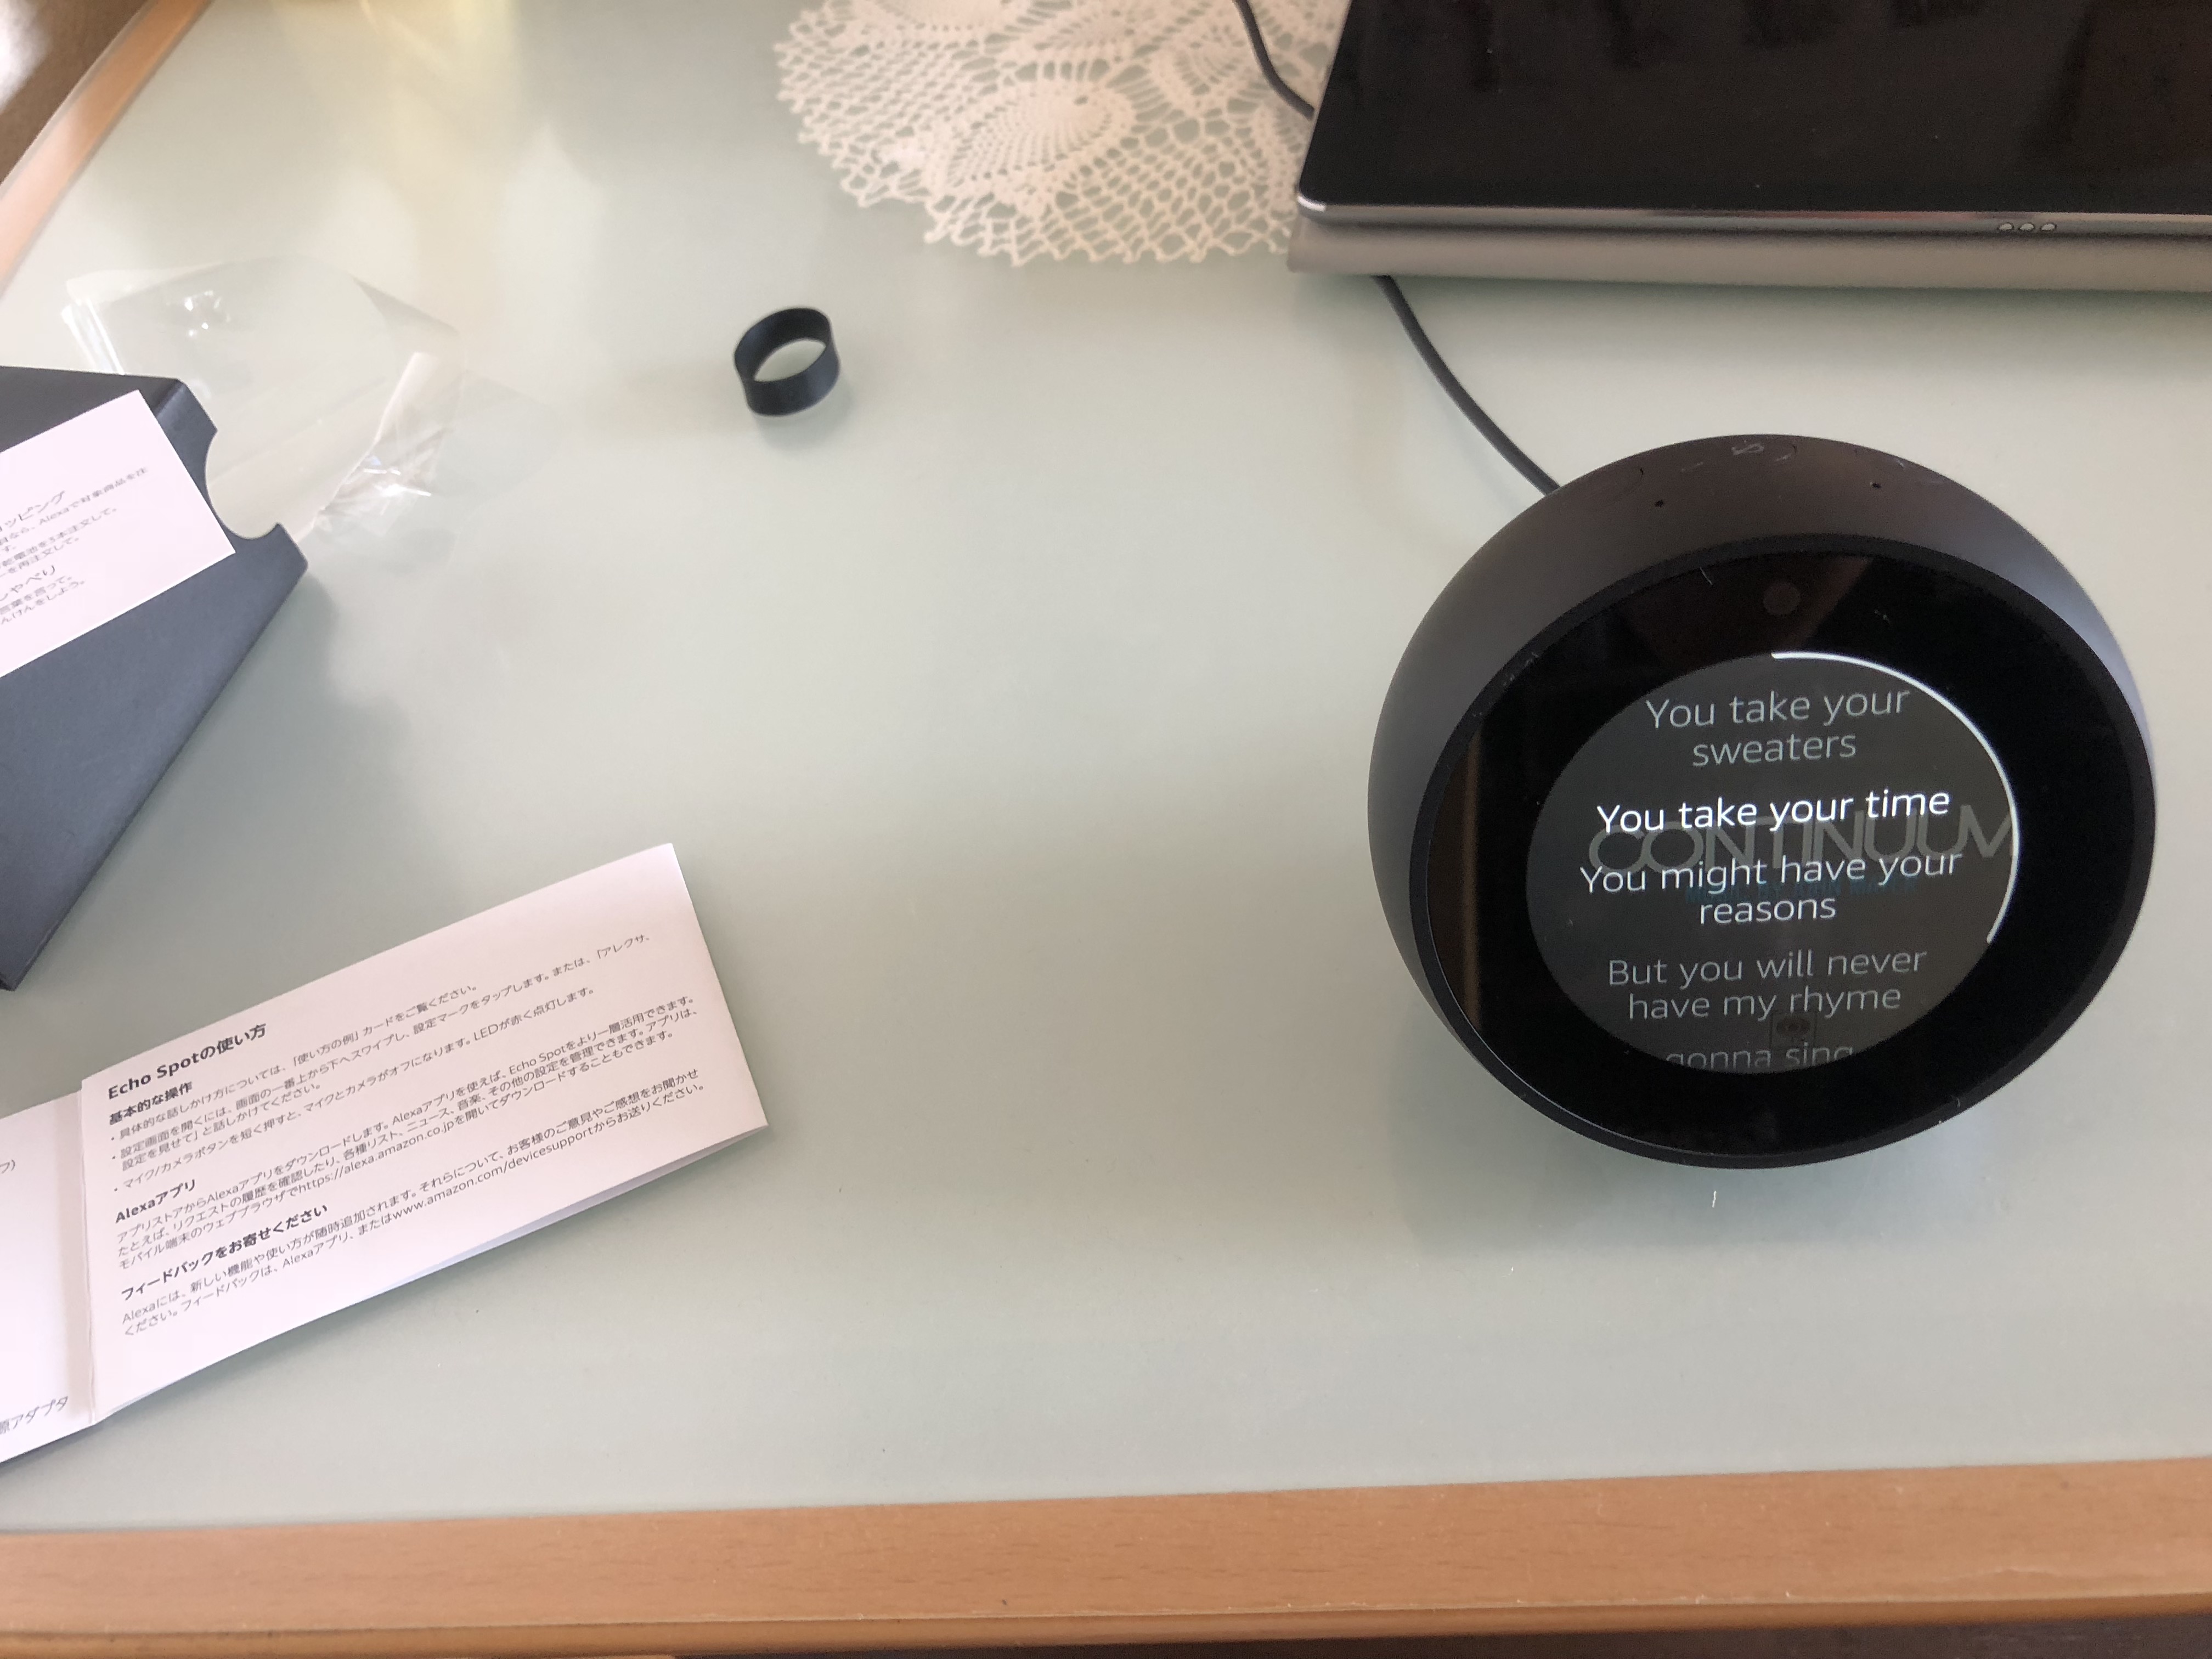 ョッピング
しゃべり
Echo Spotの使い方
基本的な操作
・具体的な話しかけ方については、「使い方の例」カードをご覧ください。
・設定画面を開くには、画面の一番上から下へスワイプし、設定マークをタップします。または、「アレクサ、
設定を見せて」と話しかけてください。
・マイク/カメラボタンを短く押すと、マイクとカメラがオフになります。LEDが赤く点灯します。
Alexaアプリ
アプリストアからAlexaアプリをダウンロードします。Alexaアプリを使えば、Echo Spotをより一層活用できます。
たとえば、リクエストの履歴を確認したり、各種リスト、ニュース、音楽、その他の設定を管理できます。アプリは、
モバイル端末のウェブブラウザでhttps://alexa.amazon.co.jpを開いてダウンロードすることもできます。
フィードバックをお寄せください
Alexaには、新しい機能や使い方が随時追加されます。それらについて、お客様のご意見やご感想をお聞かせ
ください。フィードバックは、Alexaアプリ、またはwww.amazon.com/devicesupportからお送りください。
源アダプタ
You take your
sweaters
You take your time
CONTINUUM
You might have your
reasons
But you will never
have my rhyme
gonna sing